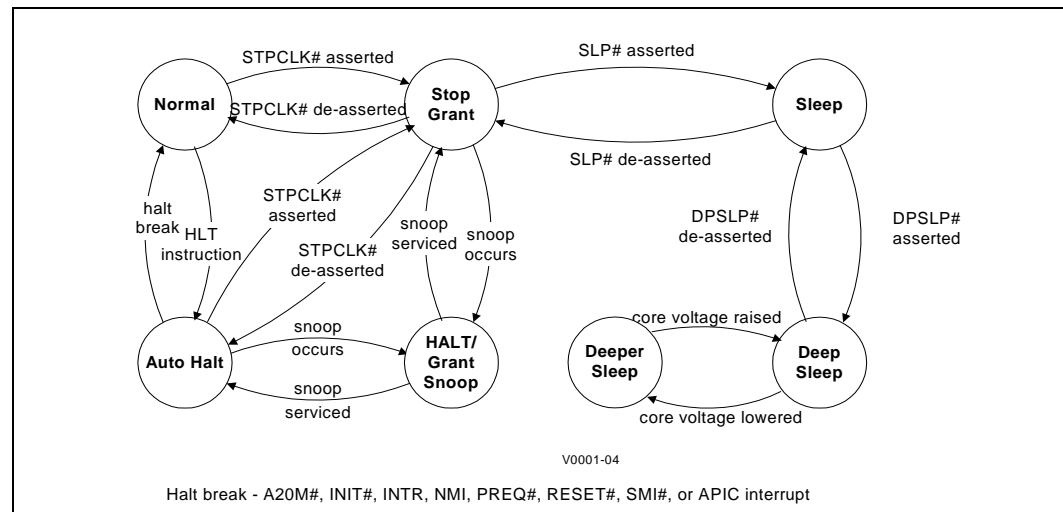 STPCLK# asserted
SLP# asserted
Normal
Stop
Grant
Sleep
STPCLK# de-asserted
SLP# de-asserted
halt
break
HLT
instruction
STPCLK#
asserted
STPCLK#
de-asserted
snoop
serviced
snoop
occurs
DPSLP#
de-asserted
DPSLP#
asserted
snoop
occurs
core voltage raised
Auto Halt
HALT/
Grant
Snoop
Deeper
Sleep
Deep
Sleep
snoop
serviced
core voltage lowered
V0001-04
Halt break - A20M#, INIT#, INTR, NMI, PREQ#, RESET#, SMI#, or APIC interrupt